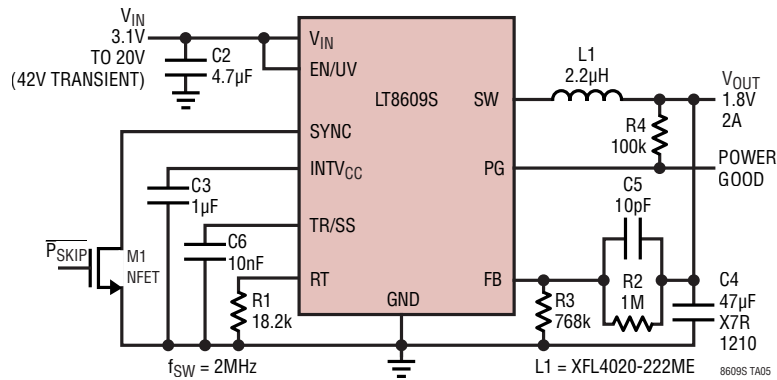 VIN
3.1V
TO 20V
(42V TRANSIENT)
C2
4.7µF
VIN
EN/UV
LT8609S
SW
L1
2.2µH
VOUT
1.8V
2A
R4
100k
SYNC
INTVCC
PG
POWER
GOOD
C3
1µF
C5
10pF
TR/SS
PSKIP
M1
NFET
C6
10nF
RT
GND
FB
R1
18.2k
R3
768k
R2
1M
C4
47µF
X7R
1210
fSW = 2MHz
L1 = XFL4020-222ME
8609S TA05